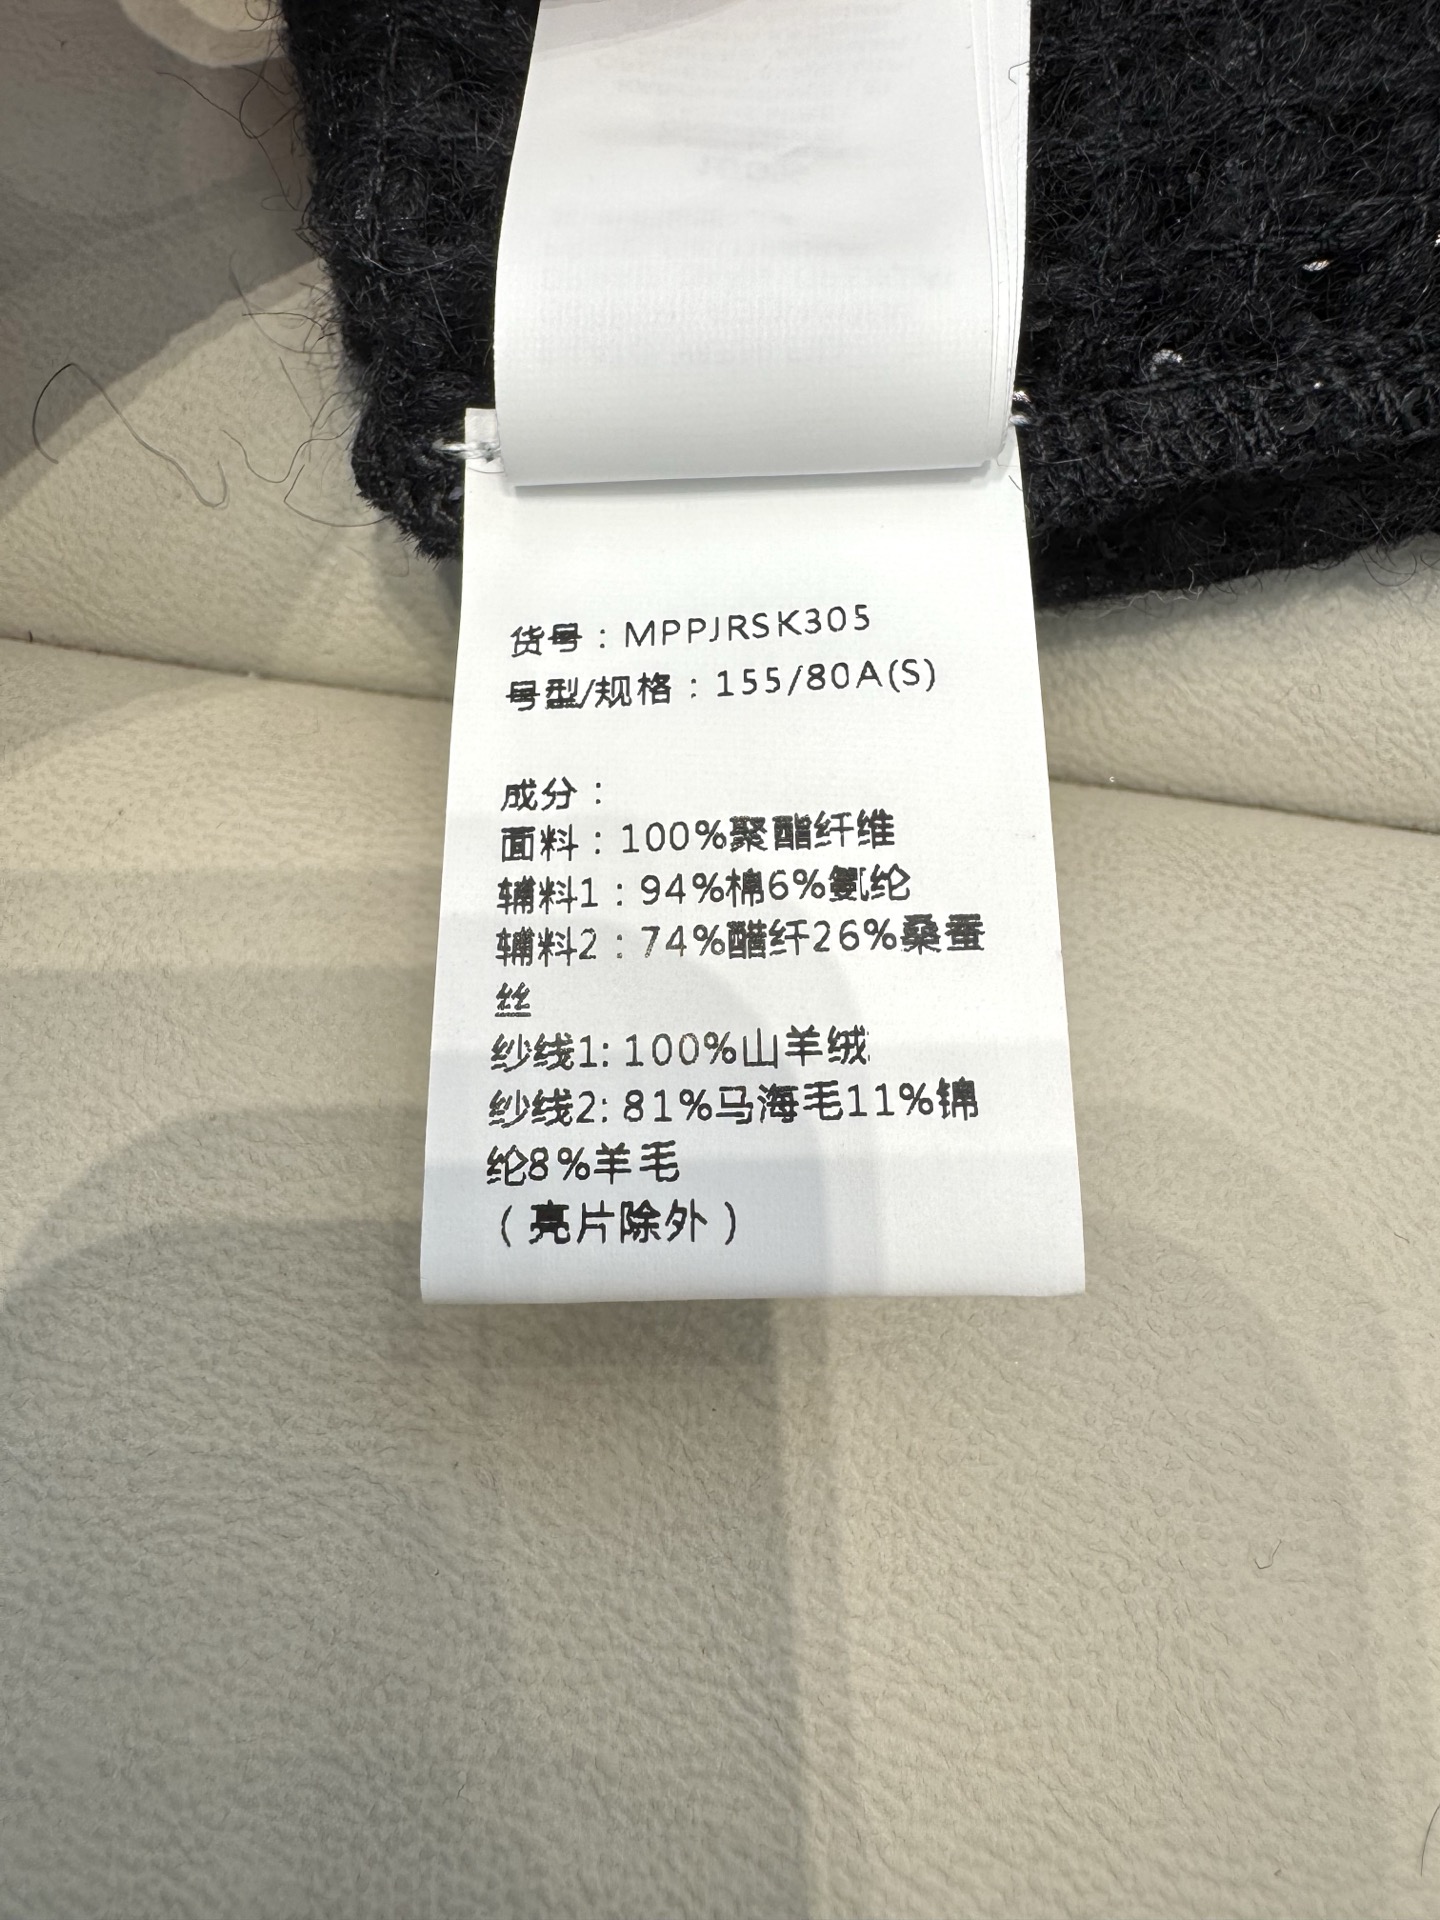 货号：MPPJRSK305
号型/规格：155/80A(S)
成分：
面料：100%聚酯纤维
辅料1：94%棉6%氨纶
辅料2：74%醋纤26%桑蚕
丝
纱线1: 100%山羊绒
纱线2: 81%马海毛11%锦
纶8%羊毛
（亮片除外）